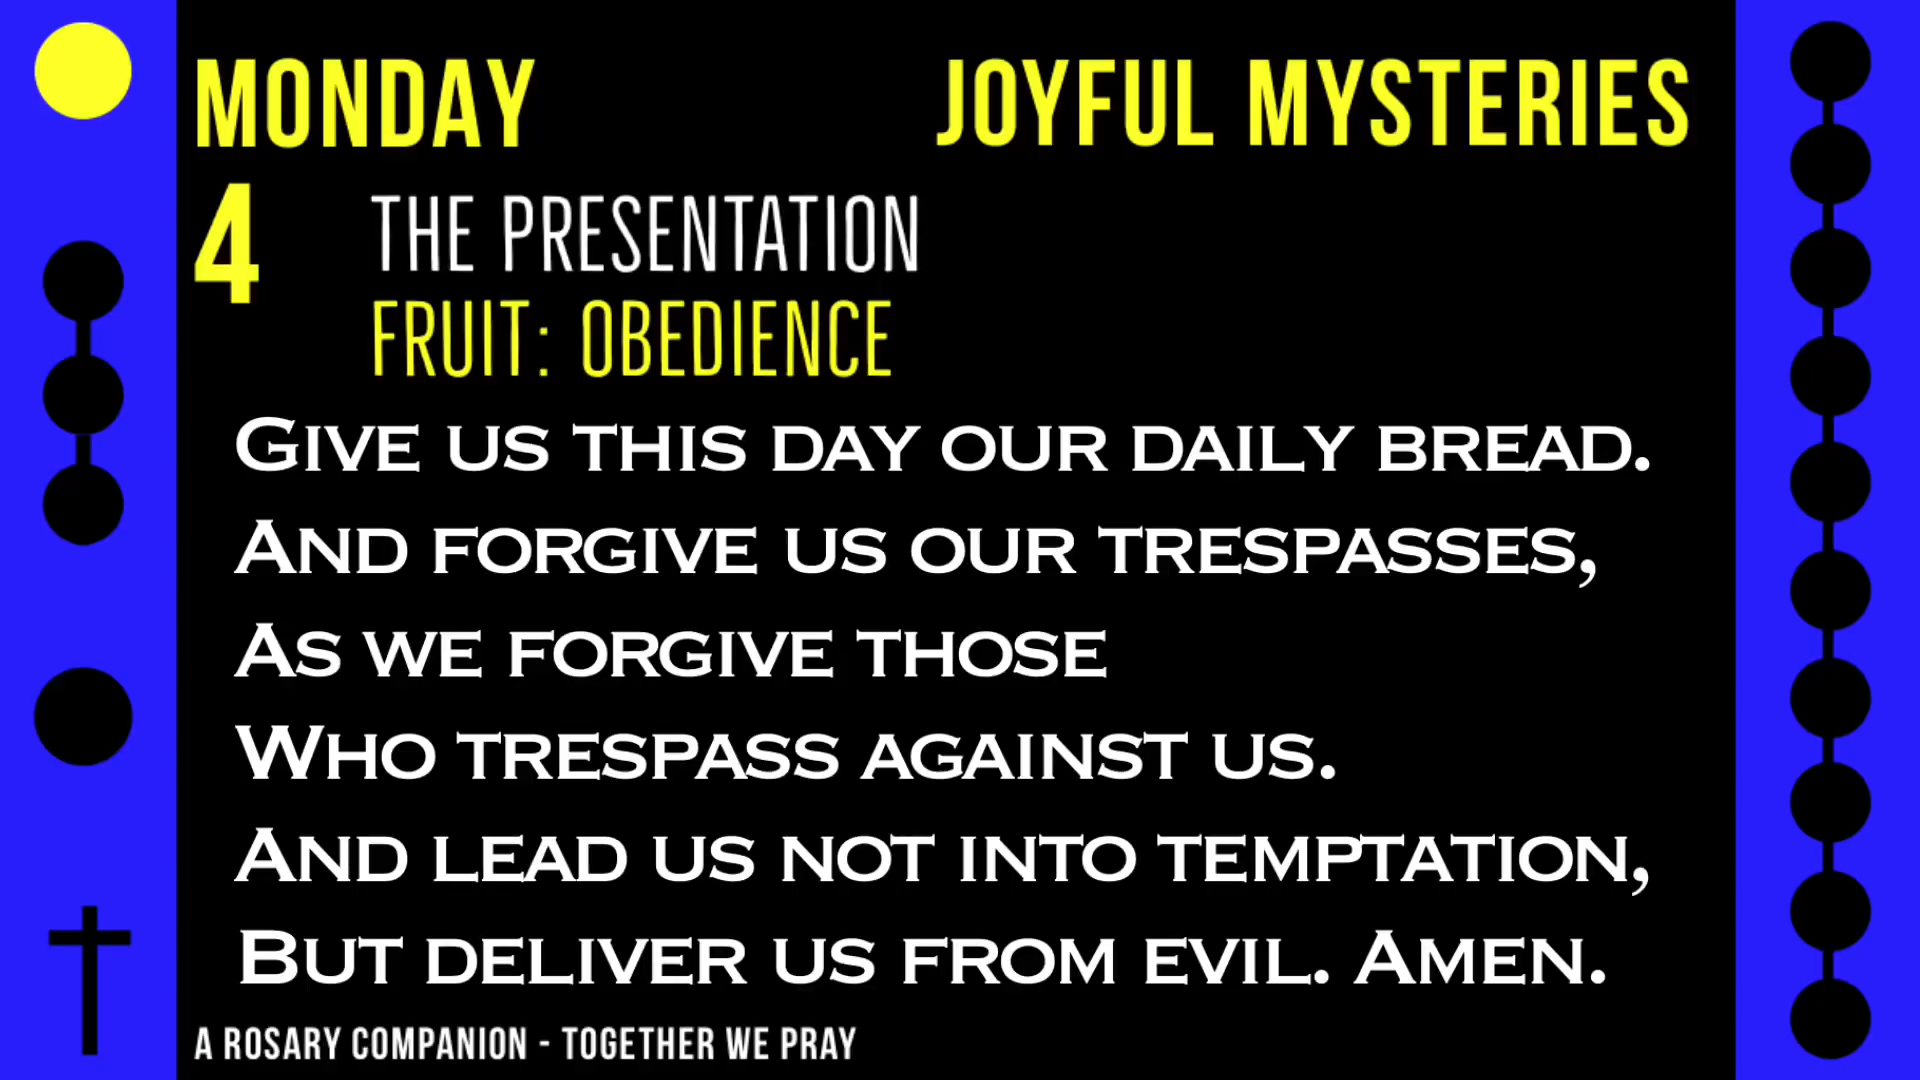 MONDAY JOYFUL MYSTERIES
4 THE PRESENTATION
FRUIT: OBEDIENCE
GIVE US THIS DAY OUR DAILY BREAD.
AND FORGIVE US OUR TRESPASSES,
AS WE FORGIVE THOSE
WHO TRESPASS AGAINST US.
AND LEAD US NOT INTO TEMPTATION,
BUT DELIVER US FROM EVIL. AMEN.
A ROSARY COMPANION - TOGETHER WE PRAY